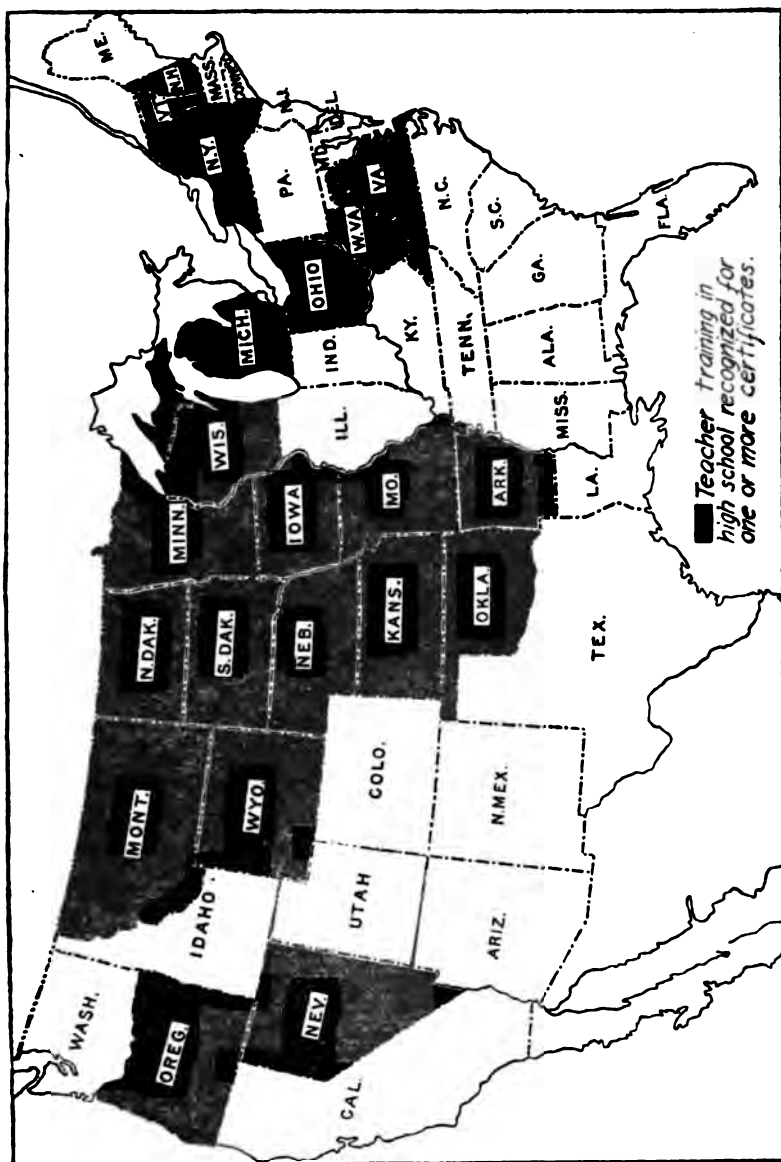 WASH.
OREG.
CAL.
IDAHO
NEV.
UTAH
ARIZ.
MONT.
WYO.
COLO.
N.MEX.
N.DAK.
S.DAK.
NEB.
KANS.
OKLA.
TEX.
MINN.
IOWA
MO.
ARK.
LA.
WIS.
ILL.
MICH.
IND.
OHIO
KY.
TENN.
MISS.
ALA.
GA.
FLA.
S.C.
N.C.
VA.
W.VA.
MD.
DEL.
PA.
N.J.
N.Y.
CONN.
MASS.
VT.
N.H.
ME.
Teacher training in
high school recognized for
one or more certificates.